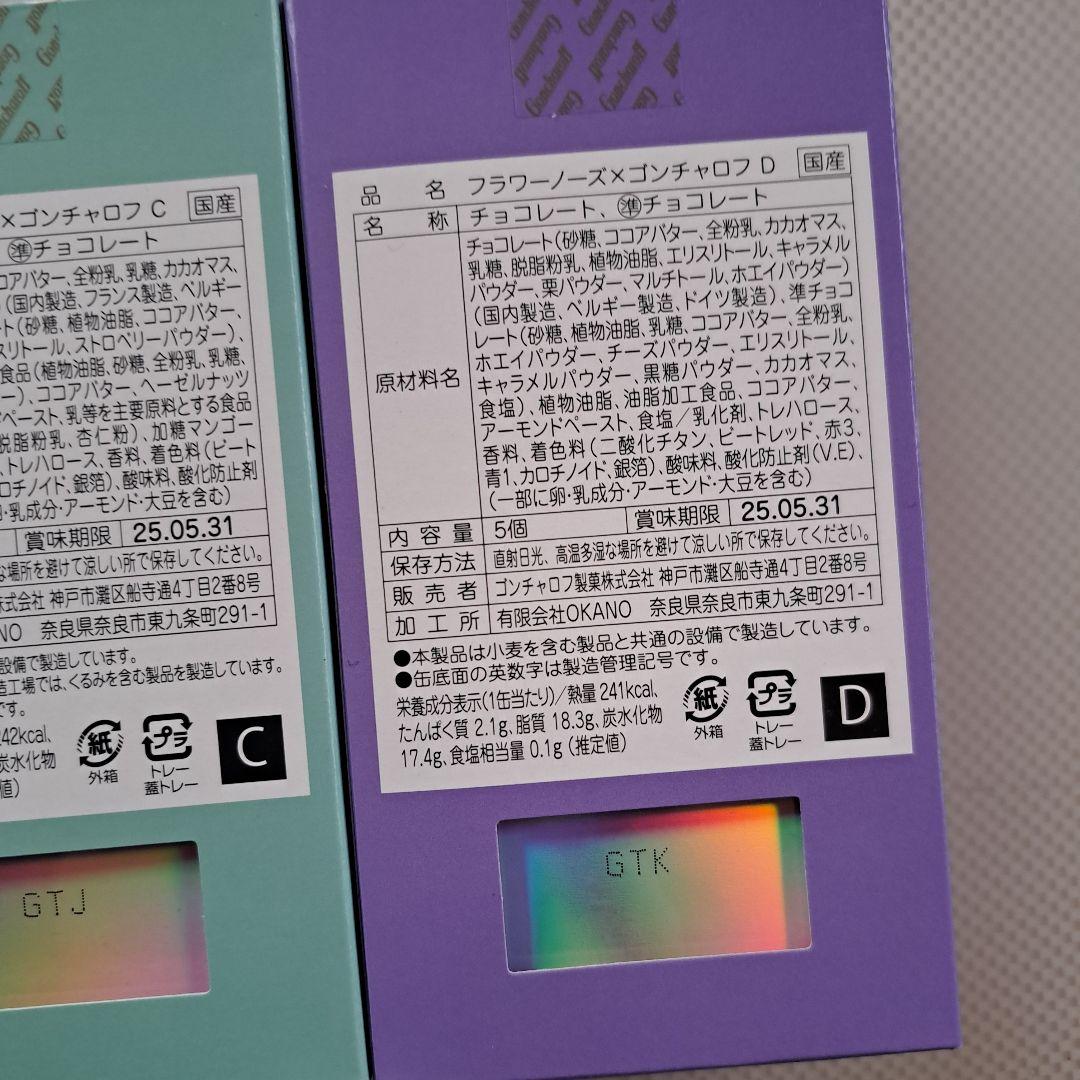 ×ゴンチャロフ C 国産
㊟チョコレート
ココアバター、全粉乳、乳糖、カカオマス、
（国内製造、フランス製造、ベルギー
ート（砂糖、植物油脂、ココアバター、
スリトール、ストロベリーパウダー）、
食品（植物油脂、砂糖、全粉乳、乳糖、
ー）、ココアバター、ヘーゼルナッツ
ペースト、乳等を主要原料とする食品
脱脂粉乳、杏仁粉）、加糖マンゴー
、トレハロース、香料、着色料（ビート
ロチノイド、銀箔）、酸味料、酸化防止剤
卵・乳成分・アーモンド・大豆を含む）
賞味期限 25.05.31
な場所を避けて涼しい所で保存してください。
株式会社 神戸市灘区船寺通4丁目2番8号
NO 奈良県奈良市東九条町291-1
設備で製造しています。
造工場では、くるみを含む製品を製造しています。
です。
242kcal、
炭水化物
値）
紙
外箱
プラ
トレー
蓋トレー
C
GTJ
Goncharoff
品名 フラワーノーズ×ゴンチャロフ D 国産
名称 チョコレート、㊟チョコレート
原材料名
チョコレート（砂糖、ココアバター、全粉乳、カカオマス、
乳糖、脱脂粉乳、植物油脂、エリスリトール、キャラメル
パウダー、栗パウダー、マルチトール、ホエイパウダー）
（国内製造、ベルギー製造、ドイツ製造）、準チョコ
レート（砂糖、植物油脂、乳糖、ココアバター、全粉乳、
ホエイパウダー、チーズパウダー、エリスリトール、
キャラメルパウダー、黒糖パウダー、カカオマス、
食塩）、植物油脂、油脂加工食品、ココアバター、
アーモンドペースト、食塩／乳化剤、トレハロース、
香料、着色料（二酸化チタン、ビートレッド、赤3、
青1、カロチノイド、銀箔）、酸味料、酸化防止剤（V.E）、
（一部に卵・乳成分・アーモンド・大豆を含む）
内容量 5個 賞味期限 25.05.31
保存方法 直射日光、高温多湿な場所を避けて涼しい所で保存してください。
販売者 ゴンチャロフ製菓株式会社 神戸市灘区船寺通4丁目2番8号
加工所 有限会社OKANO 奈良県奈良市東九条町291-1
●本製品は小麦を含む製品と共通の設備で製造しています。
●缶底面の英数字は製造管理記号です。
栄養成分表示（1缶当たり）／熱量 241kcal、
たんぱく質 2.1g、脂質 18.3g、炭水化物
17.4g、食塩相当量 0.1g（推定値）
紙
外箱
プラ
トレー
蓋トレー
D
GTK